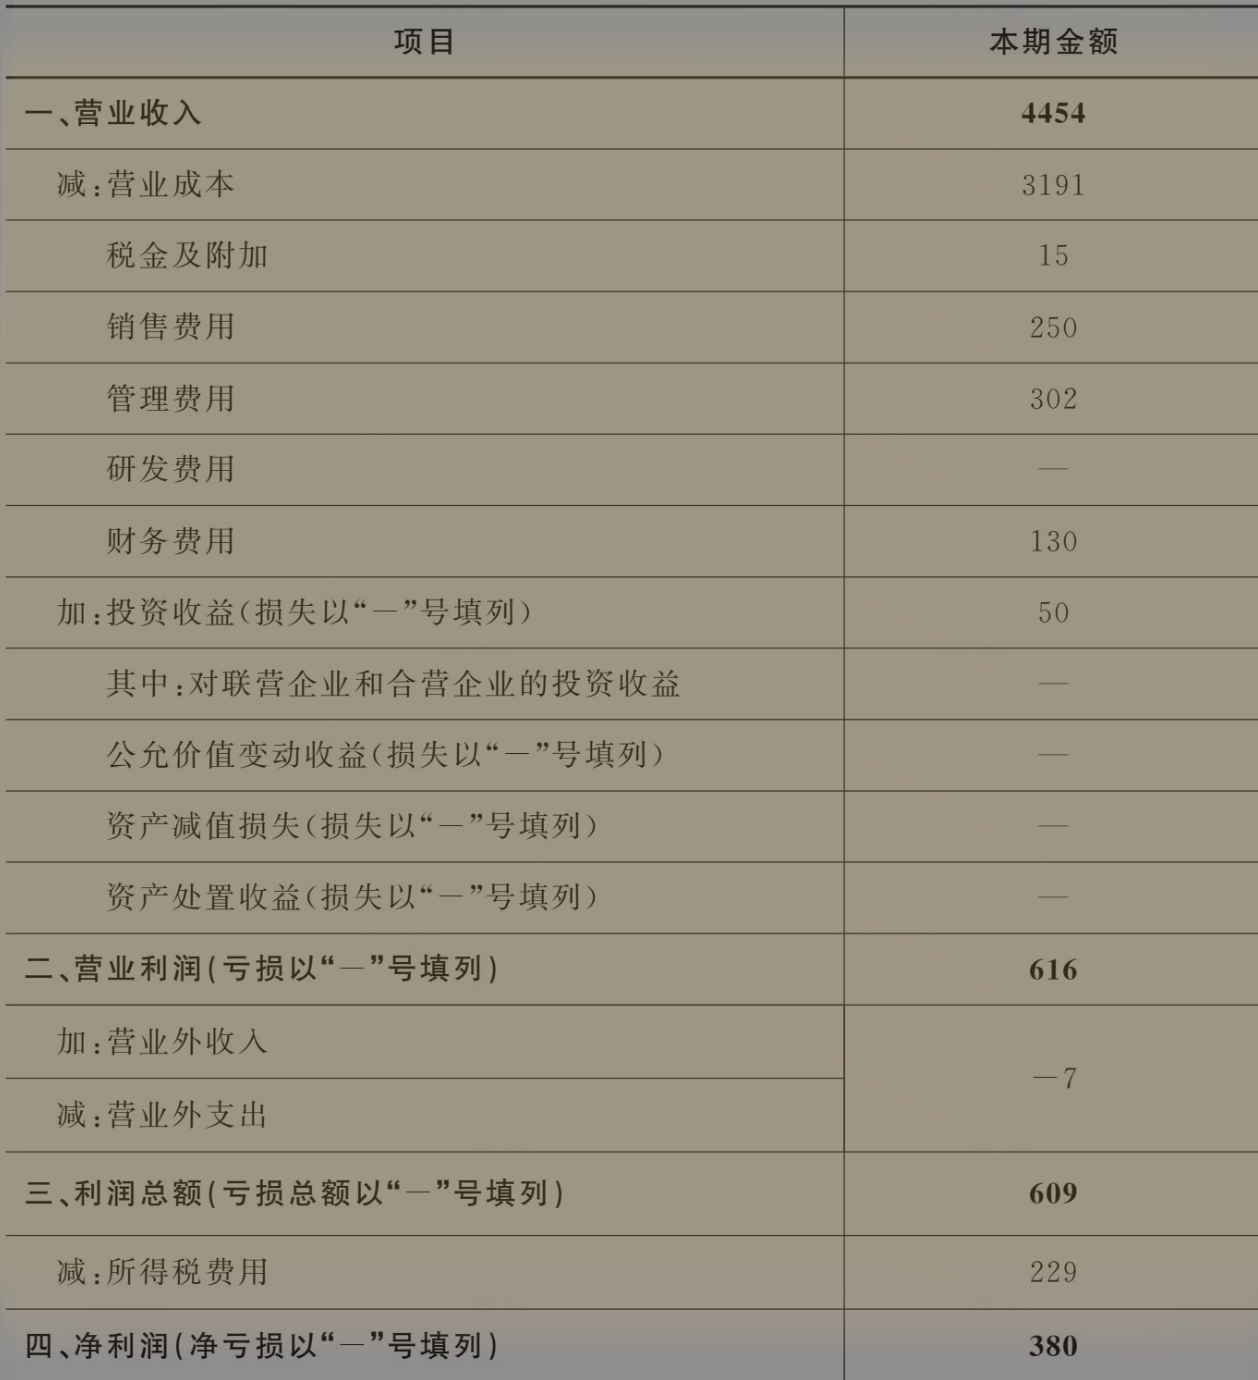 项目 本期金额
一、营业收入 4454
减:营业成本 3191
税金及附加 15
销售费用 250
管理费用 302
研发费用 —
财务费用 130
加:投资收益(损失以“—”号填列) 50
其中:对联营企业和合营企业的投资收益 —
公允价值变动收益(损失以“—”号填列) —
资产减值损失(损失以“—”号填列) —
资产处置收益(损失以“—”号填列) —
二、营业利润(亏损以“—”号填列) 616
加:营业外收入
—7
减:营业外支出
三、利润总额(亏损总额以“—”号填列) 609
减:所得税费用 229
四、净利润(净亏损以“—”号填列) 380